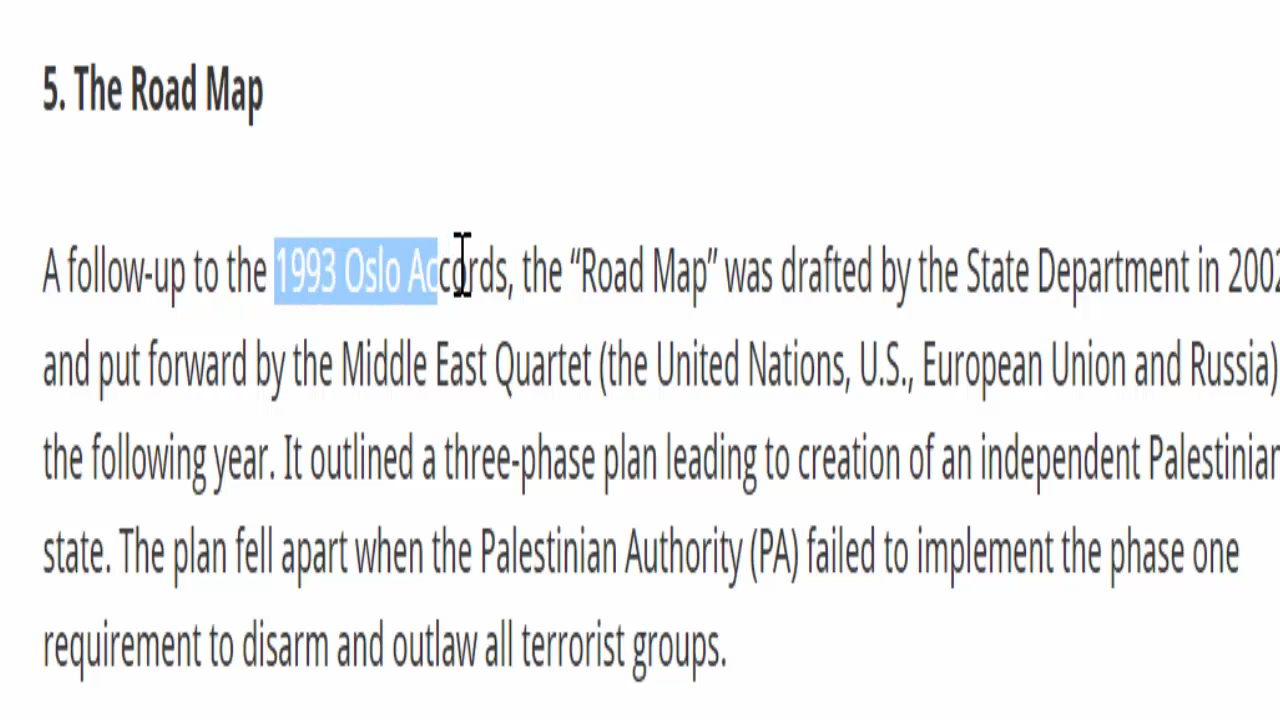 5. The Road Map
A follow-up to the 1993 Oslo Accords, the “Road Map” was drafted by the State Department in 2002
and put forward by the Middle East Quartet (the United Nations, U.S., European Union and Russia)
the following year. It outlined a three-phase plan leading to creation of an independent Palestinian
state. The plan fell apart when the Palestinian Authority (PA) failed to implement the phase one
requirement to disarm and outlaw all terrorist groups.